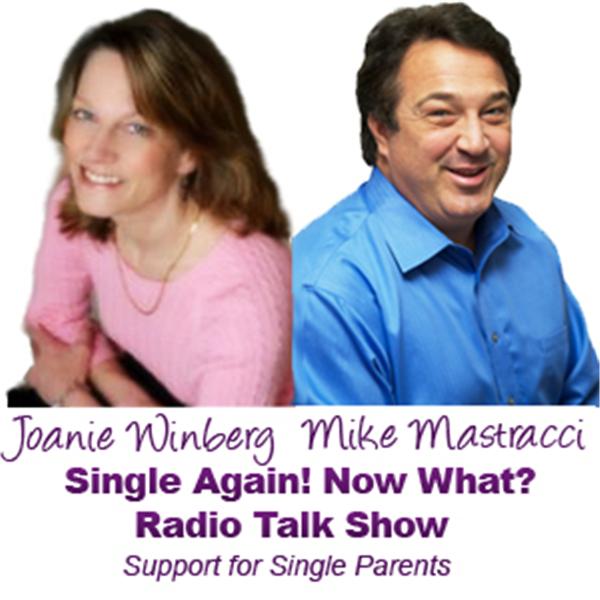 Joanie Winberg Mike Mastracci
Single Again! Now What?
Radio Talk Show
Support for Single Parents